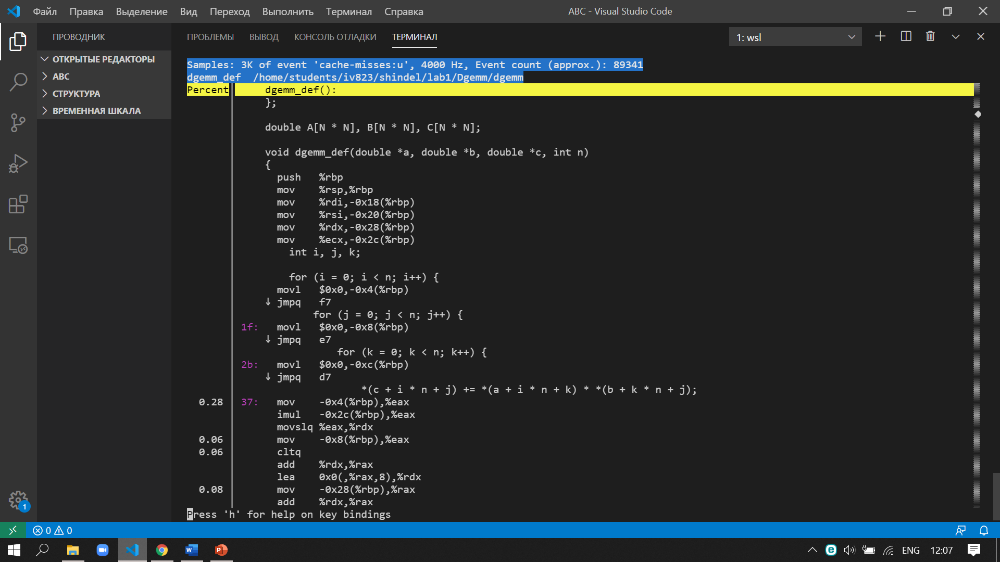 Файл Правка Выделение Вид Переход Выполнить Терминал Справка ABC - Visual Studio Code
ПРОВОДНИК
ОТКРЫТЫЕ РЕДАКТОРЫ
ABC
СТРУКТУРА
ВРЕМЕННАЯ ШКАЛА
ПРОБЛЕМЫ ВЫВОД КОНСОЛЬ ОТЛАДКИ ТЕРМИНАЛ 1: wsl
Samples: 3K of event 'cache-misses:u', 4000 Hz, Event count (approx.): 89341
dgemm_def /home/students/iv823/shindel/lab1/Dgemm/dgemm
Percent dgemm_def():
};
double A[N * N], B[N * N], C[N * N];
void dgemm_def(double *a, double *b, double *c, int n)
{
push %rbp
mov %rsp,%rbp
mov %rdi,-0x18(%rbp)
mov %rsi,-0x20(%rbp)
mov %rdx,-0x28(%rbp)
mov %ecx,-0x2c(%rbp)
int i, j, k;
for (i = 0; i < n; i++) {
movl $0x0,-0x4(%rbp)
↓ jmpq f7
for (j = 0; j < n; j++) {
1f: movl $0x0,-0x8(%rbp)
↓ jmpq e7
for (k = 0; k < n; k++) {
2b: movl $0x0,-0xc(%rbp)
↓ jmpq d7
*(c + i * n + j) += *(a + i * n + k) * *(b + k * n + j);
0.28 37: mov -0x4(%rbp),%eax
imul -0x2c(%rbp),%eax
movslq %eax,%rdx
0.06 mov -0x8(%rbp),%eax
0.06 cltq
add %rdx,%rax
lea 0x0(,%rax,8),%rdx
0.08 mov -0x28(%rbp),%rax
add %rdx,%rax
Press 'h' for help on key bindings
1
0 0
ENG 12:07